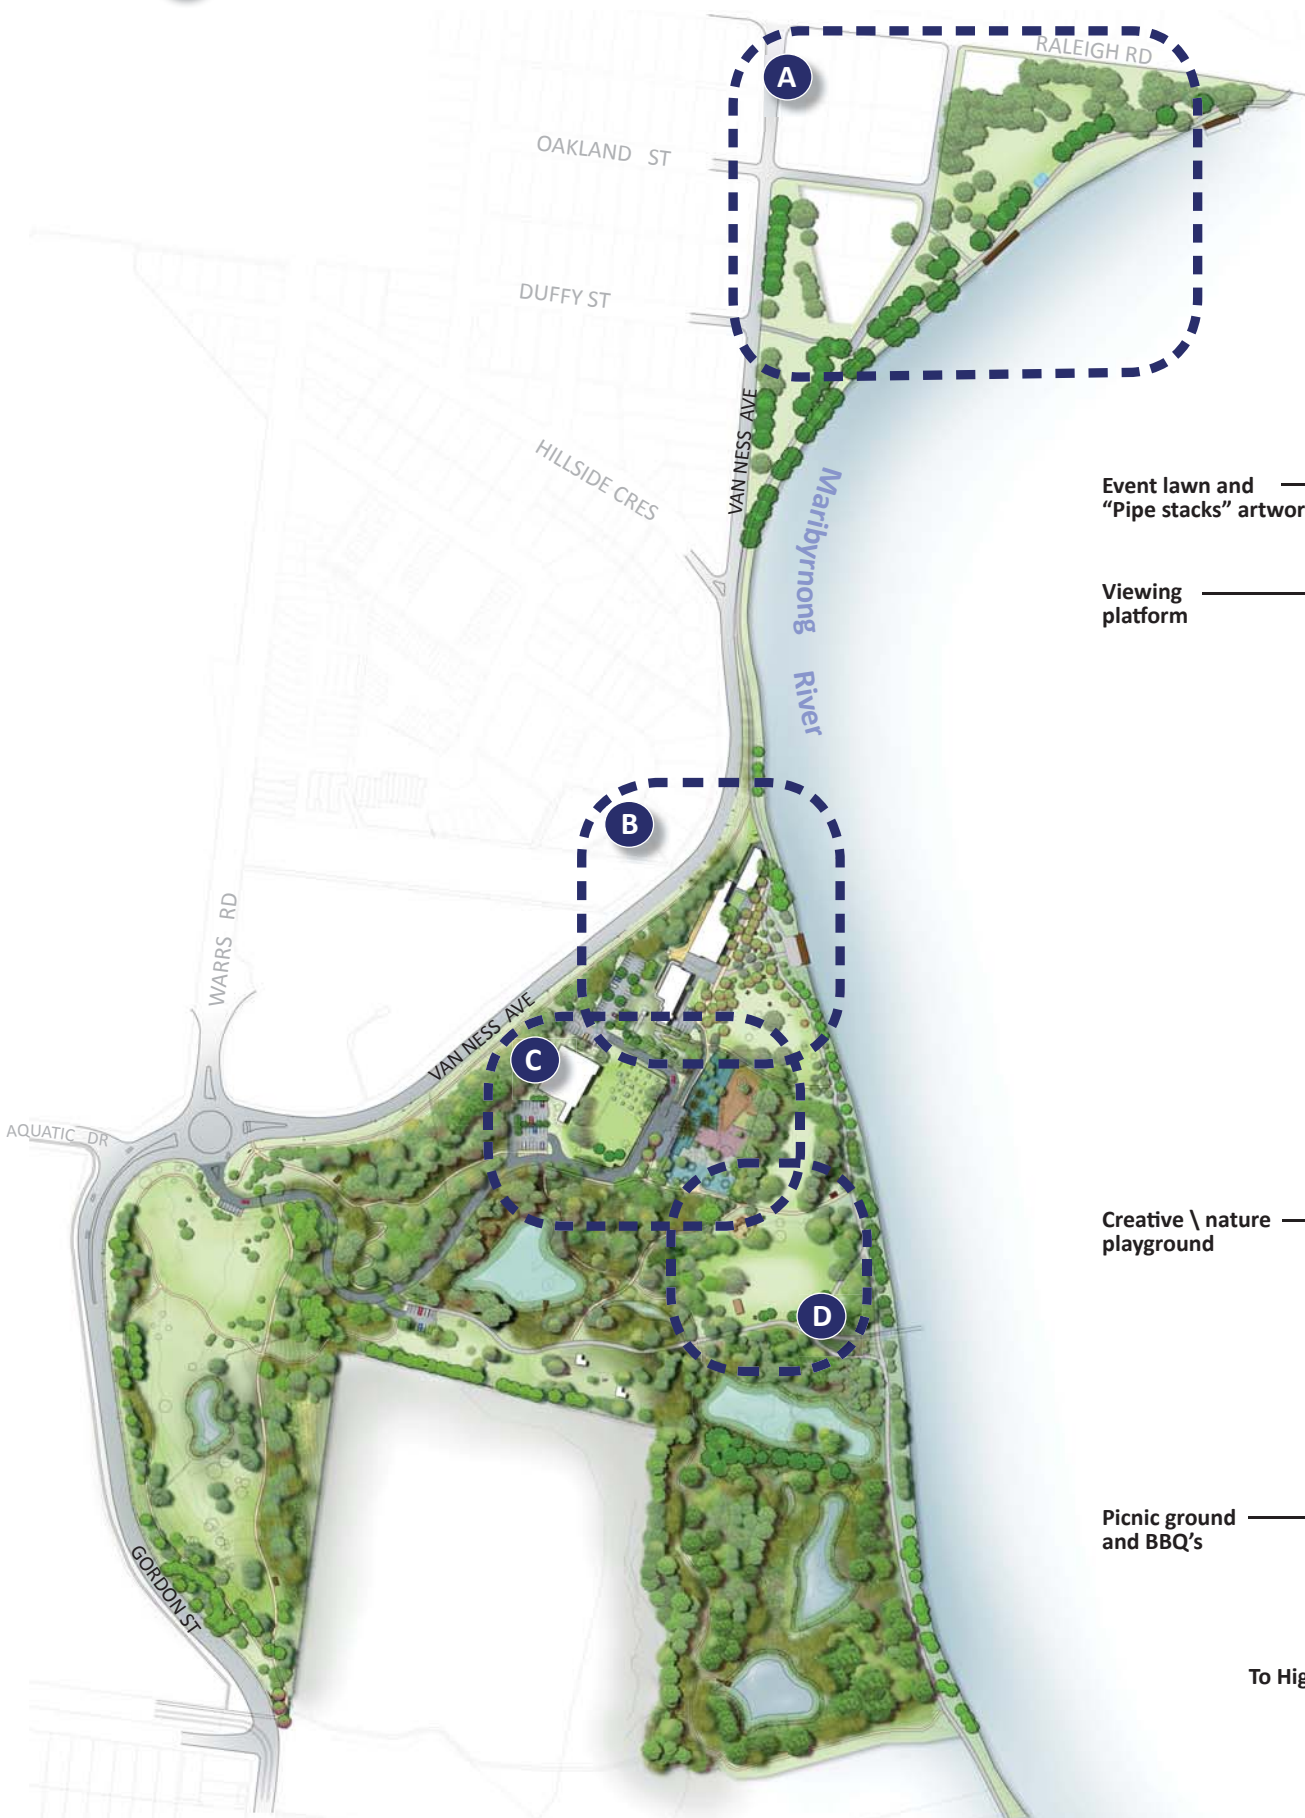 A
RALEIGH RD
OAKLAND ST
DUFFY ST
VAN NESS AVE
HILLSIDE CRES
Maribyrnong River
Event lawn and
“Pipe stacks” artwor
Viewing
platform
B
WARRS RD
VAN NESS AVE
C
AQUATIC DR
Creative \ nature
playground
D
Picnic ground
and BBQ's
GORDON ST
To Hig